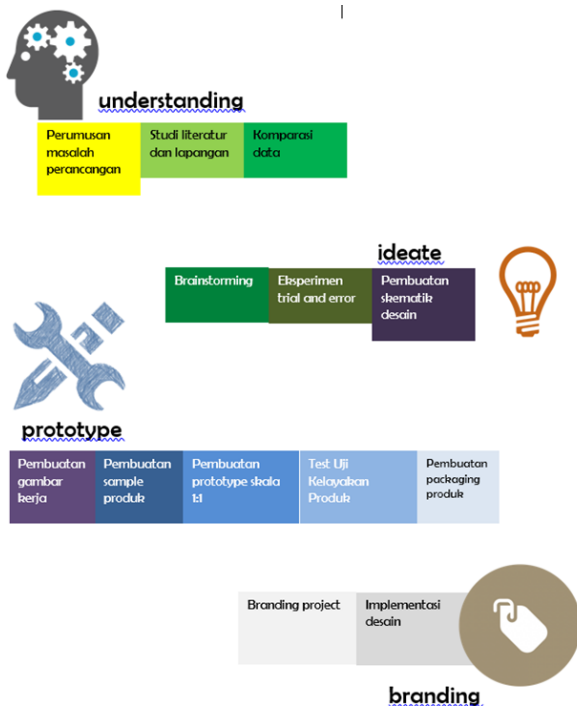 understanding
Perumusan
masalah
perancangan
Studi literatur
dan lapangan
Komparasi
data
ideate
Brainstorming
Eksperimen
trial and error
Pembuatan
skematik
desain
prototype
Pembuatan
gambar
kerja
Pembuatan
sample
produk
Pembuatan
prototype skala
1:1
Test Uji
Kelayakan
Produk
Pembuatan
packaging
produk
Branding project
Implementasi
desain
branding